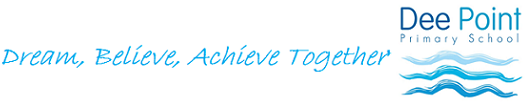 Dream, Believe, Achieve Together
Dee Point
Primary School